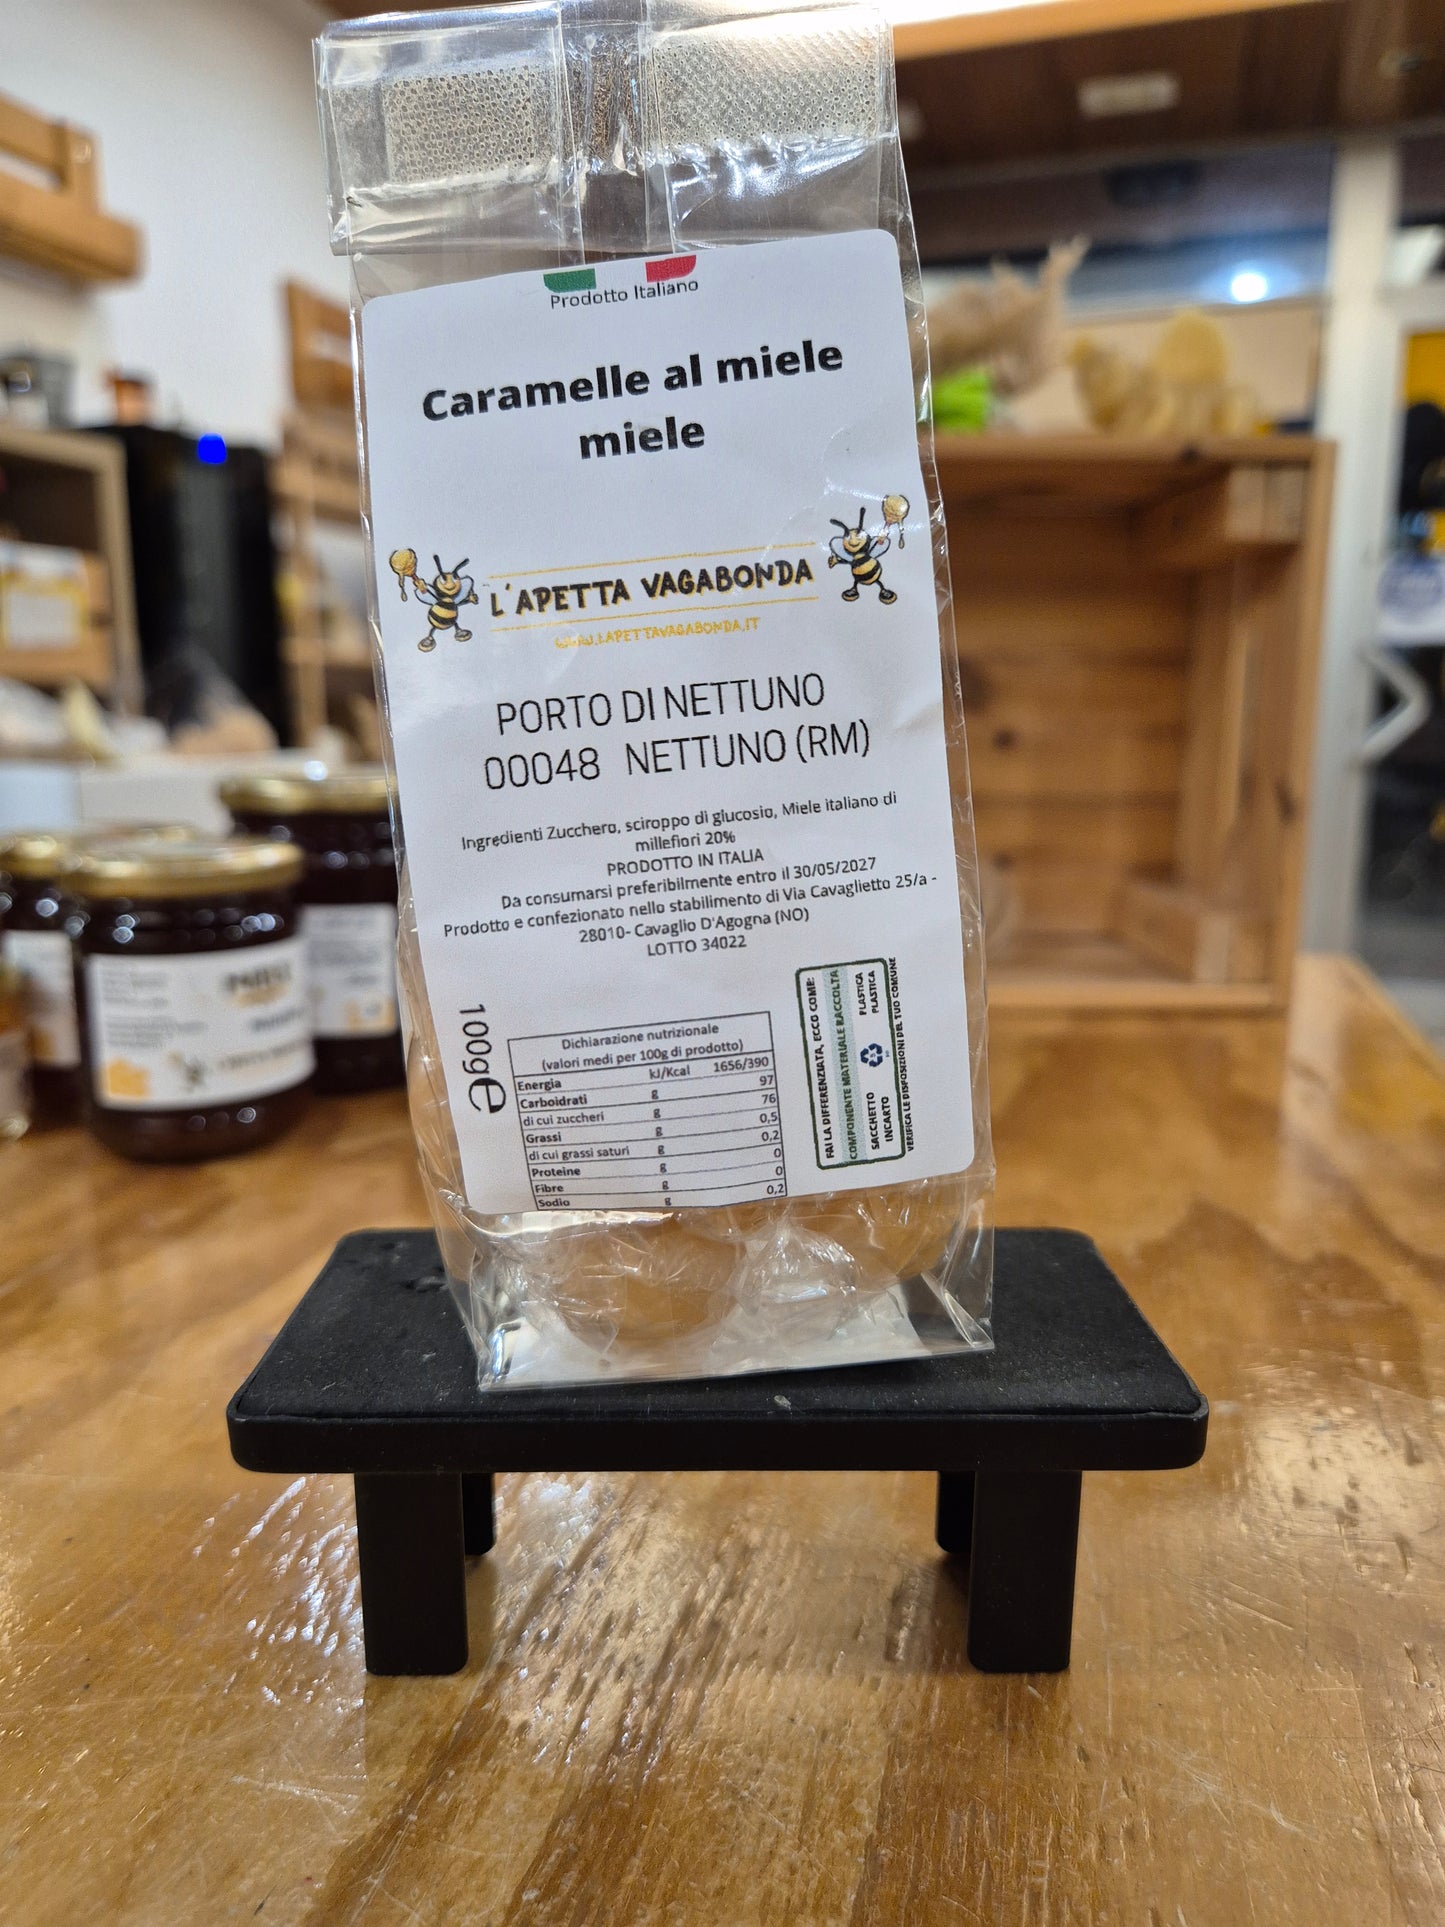 Prodotto Italiano
Caramelle al miele
miele
L'APETTA VAGABONDA
WWW.LAPETTAVAGABONDA.IT
PORTO DI NETTUNO
00048 NETTUNO (RM)
Ingredienti Zucchero, sciroppo di glucosio, Miele italiano di
millefiori 20%
PRODOTTO IN ITALIA
Da consumarsi preferibilmente entro il 30/05/2027
Prodotto e confezionato nello stabilimento di Via Cavaglietto 25/a -
28010- Cavaglio D'Agogna (NO)
LOTTO 34022
100g e
Dichiarazione nutrizionale
(valori medi per 100g di prodotto)
Energia kJ/Kcal 1656/390
Carboidrati g 97
di cui zuccheri g 76
Grassi g 0,5
di cui grassi saturi g 0,2
Proteine g 0
Fibre g 0
Sodio g 0,2
FAI LA DIFFERENZIATA, ECCO COME:
COMPONENTE MATERIALE RACCOLTA
SACCHETTO PLASTICA
INCARTO PLASTICA
VERIFICA LE DISPOSIZIONI DEL TUO COMUNE